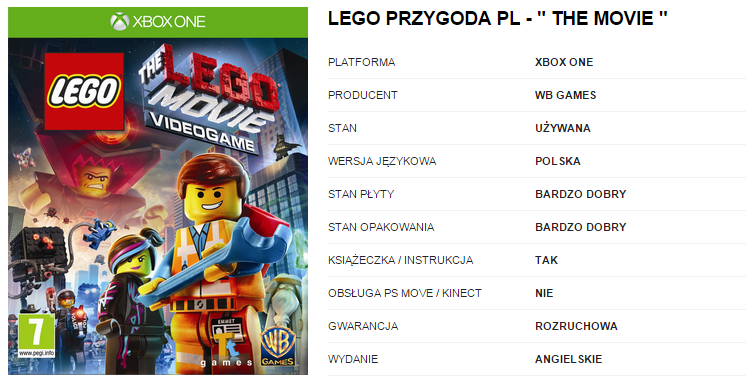 XBOX ONE
LEGO
THE LEGO
MOVIE
VIDEOGAME
7
www.pegi.info
EMMET
Tt
games
WB
GAMES
LEGO PRZYGODA PL - " THE MOVIE "
PLATFORMA XBOX ONE
PRODUCENT WB GAMES
STAN UŻYWANA
WERSJA JĘZYKOWA POLSKA
STAN PŁYTY BARDZO DOBRY
STAN OPAKOWANIA BARDZO DOBRY
KSIĄŻECZKA / INSTRUKCJA TAK
OBSŁUGA PS MOVE / KINECT NIE
GWARANCJA ROZRUCHOWA
WYDANIE ANGIELSKIE